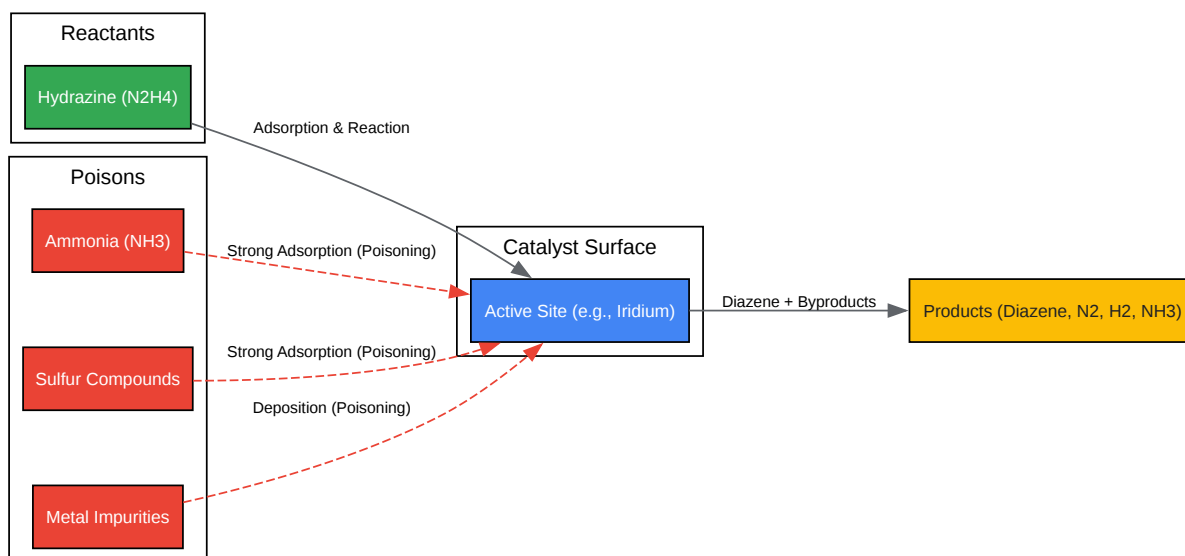 Reactants
Hydrazine (N2H4)
Adsorption & Reaction
Poisons
Ammonia (NH3)
Strong Adsorption (Poisoning)
Catalyst Surface
Active Site (e.g., Iridium)
Diazene + Byproducts
Products (Diazene, N2, H2, NH3)
Sulfur Compounds
Strong Adsorption (Poisoning)
Deposition (Poisoning)
Metal Impurities